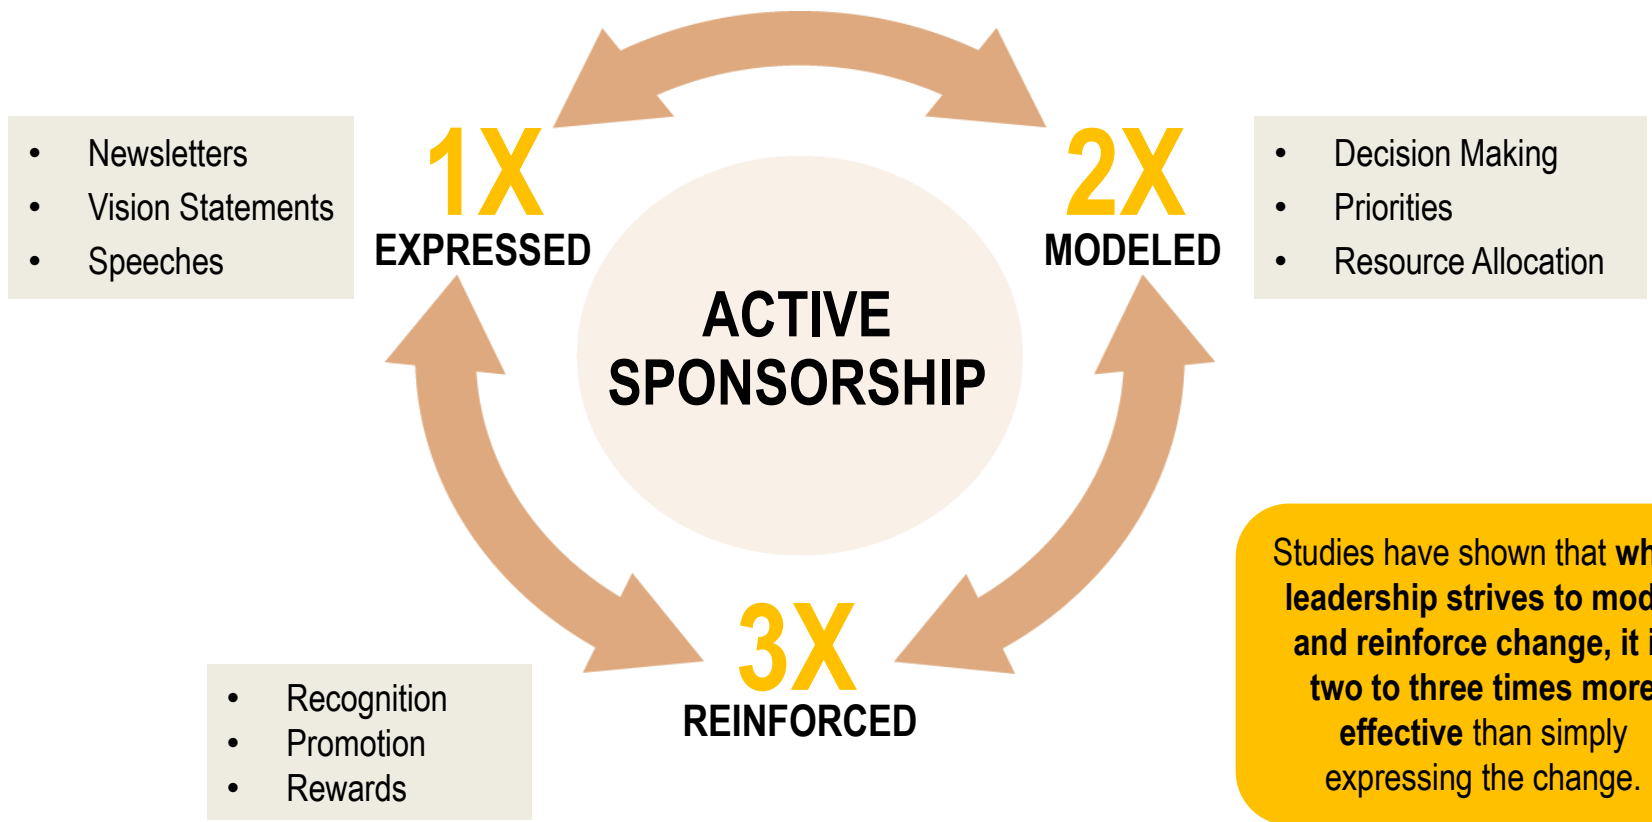 • Newsletters
• Vision Statements
• Speeches
1X
EXPRESSED
2X
MODELED
• Decision Making
• Priorities
• Resource Allocation
ACTIVE
SPONSORSHIP
3X
REINFORCED
• Recognition
• Promotion
• Rewards
Studies have shown that
leadership strives to
and reinforce change, it
two to three times more
effective than simply
expressing the change.